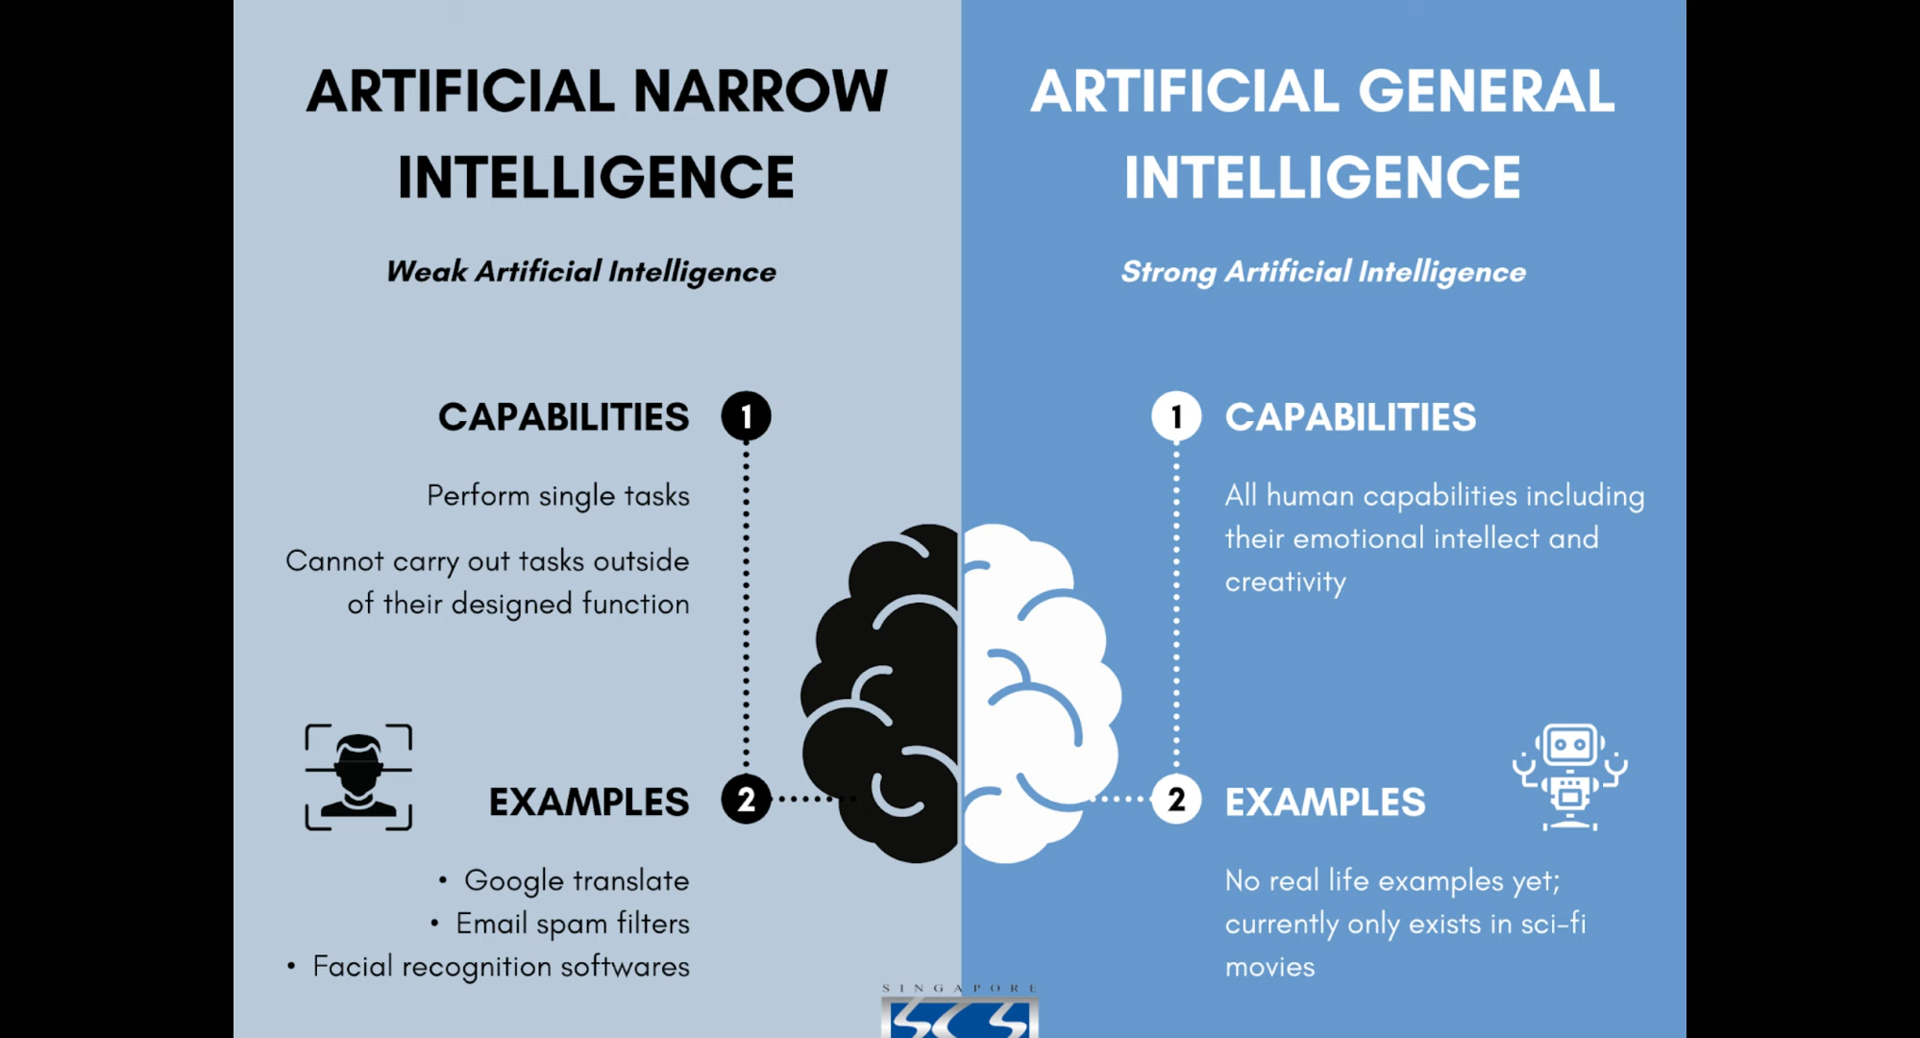 ARTIFICIAL NARROW
INTELLIGENCE
Weak Artificial Intelligence
CAPABILITIES 1
Perform single tasks
Cannot carry out tasks outside
of their designed function
EXAMPLES 2
• Google translate
• Email spam filters
• Facial recognition softwares
ARTIFICIAL GENERAL
INTELLIGENCE
Strong Artificial Intelligence
1 CAPABILITIES
All human capabilities including
their emotional intellect and
creativity
2 EXAMPLES
No real life examples yet;
currently only exists in sci-fi
movies
SINGAPORE
SCS